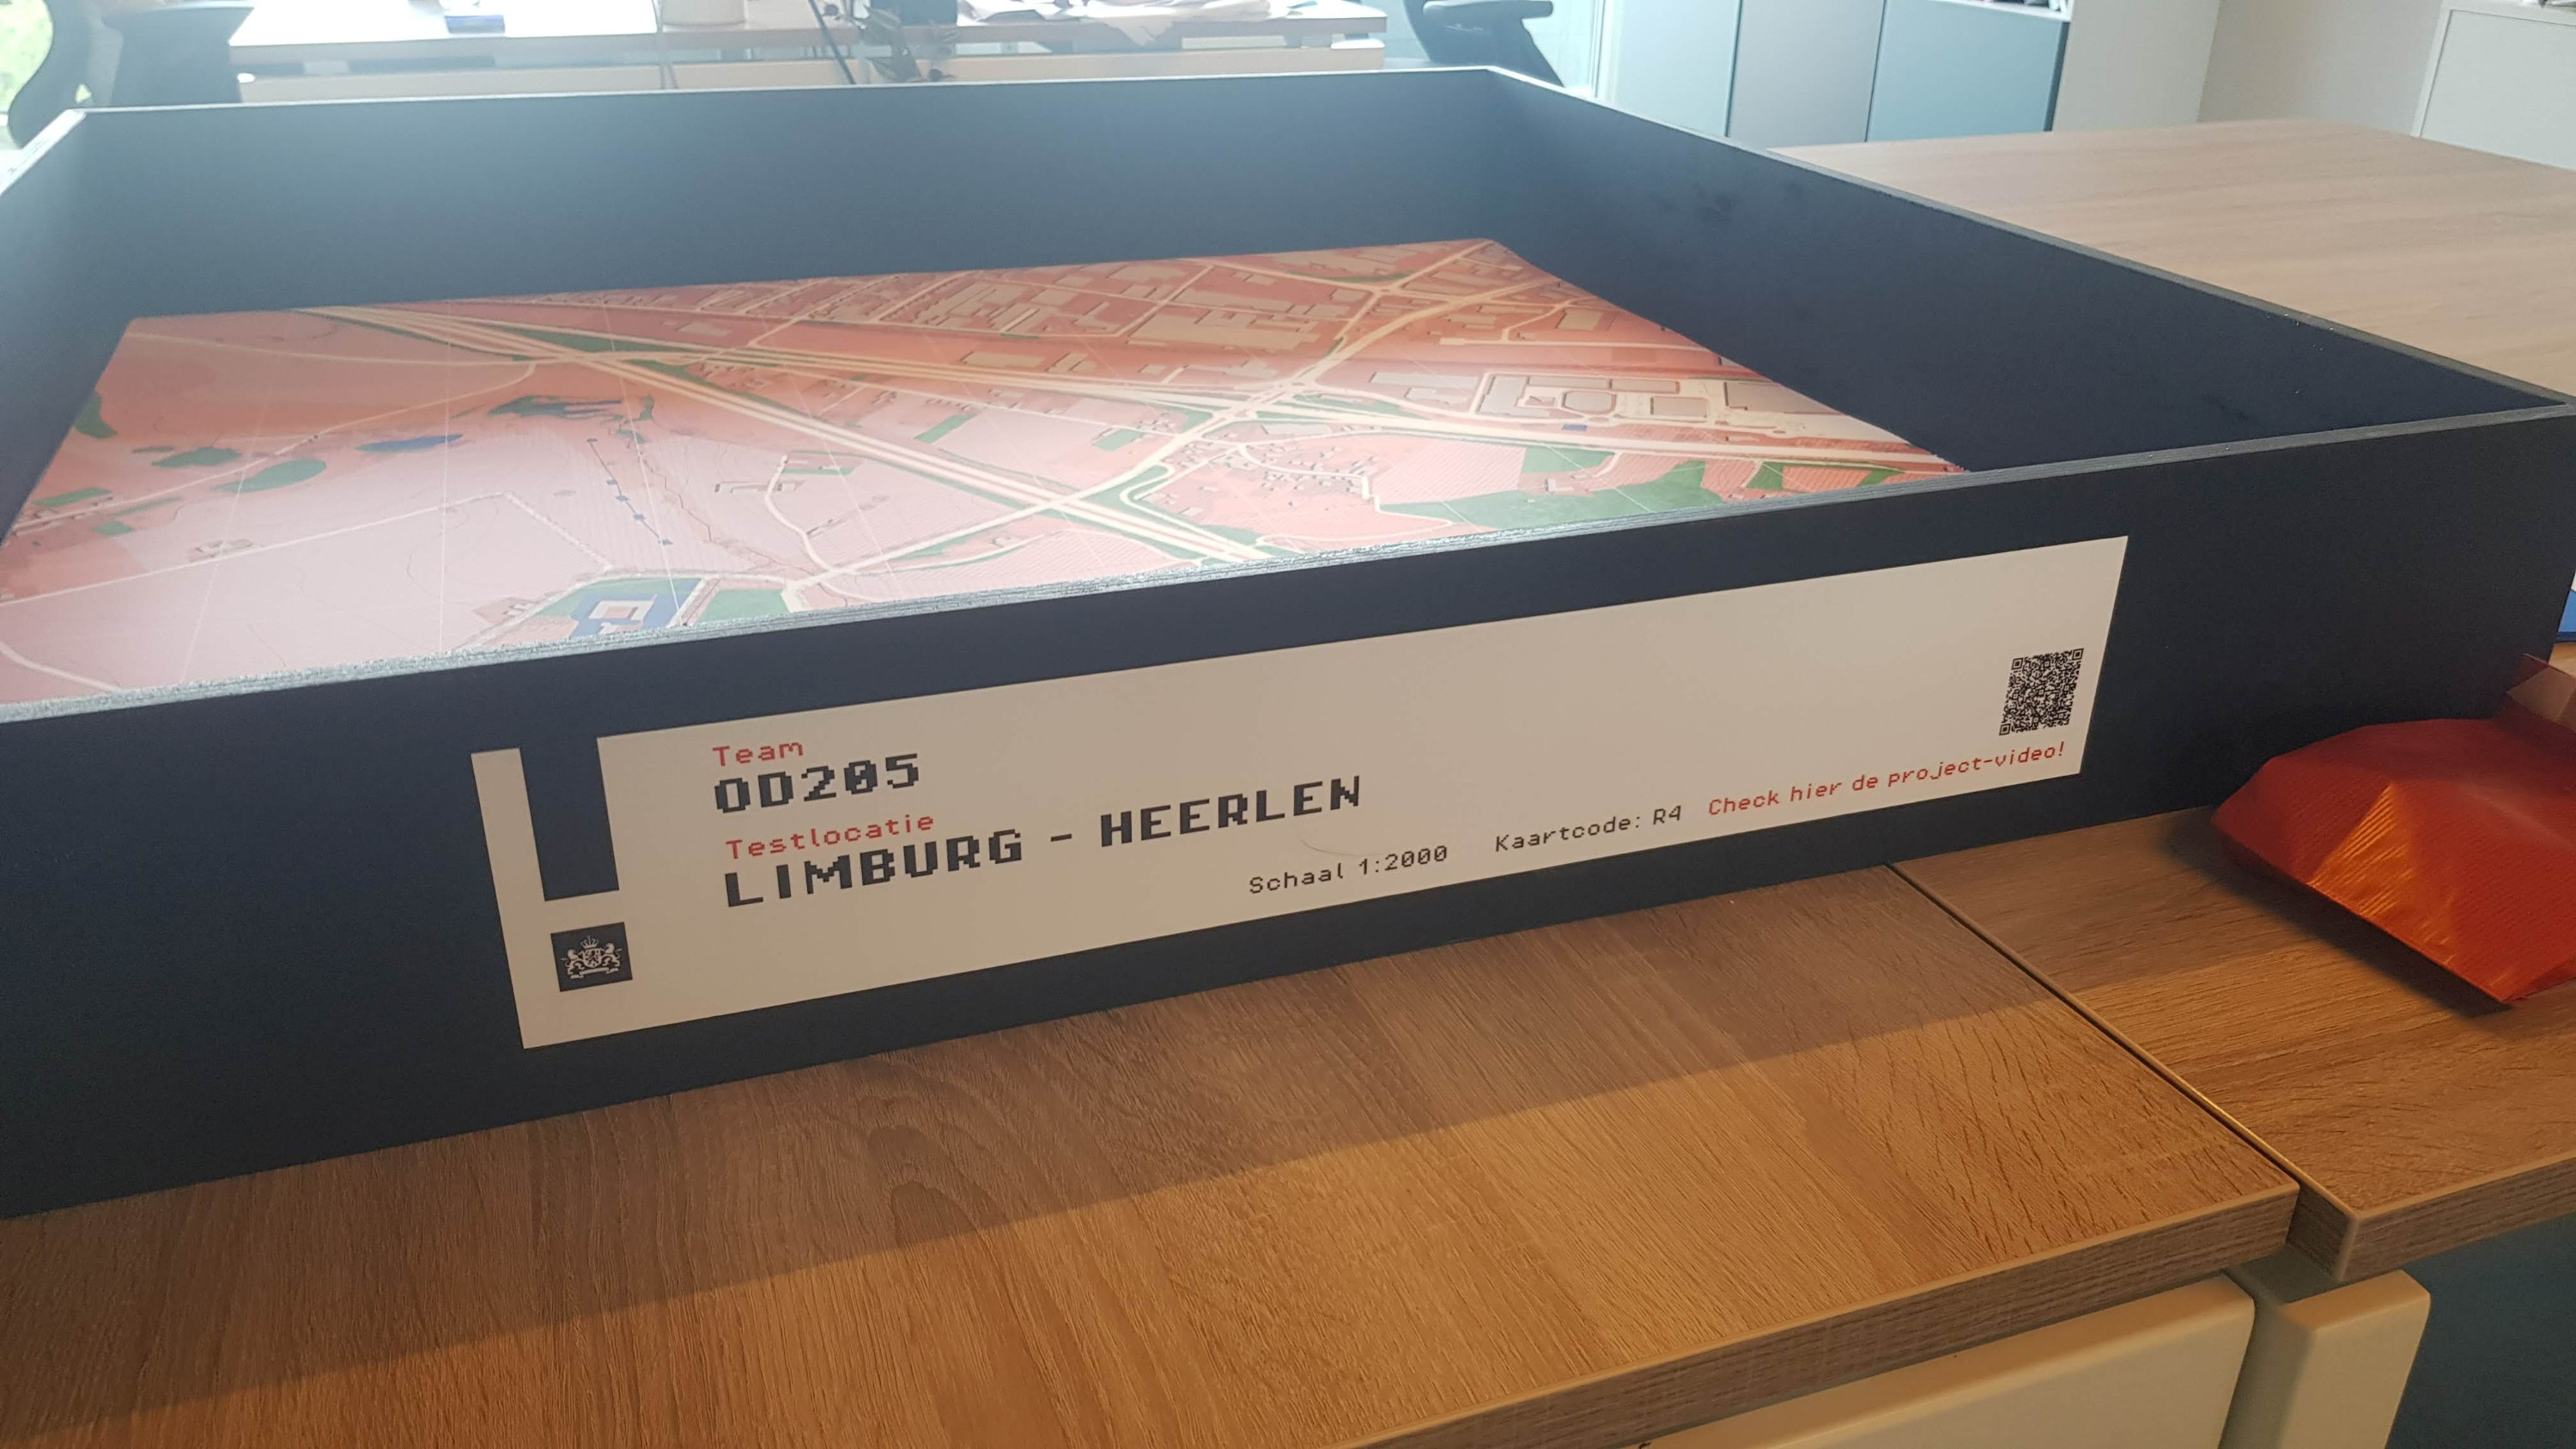 Team
OD205
Testlocatie
LIMBURG - HEERLEN
Schaal 1:2000 Kaartcode: R4 Check hier de project-video!